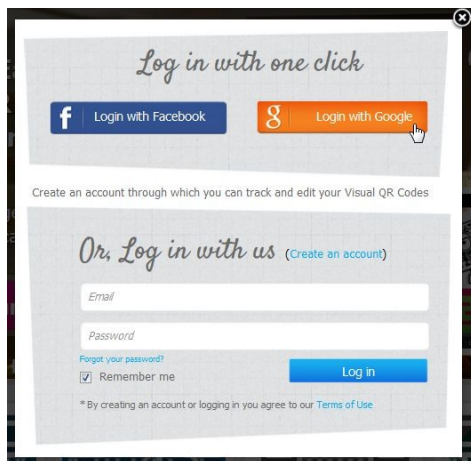 Log in with one click
f Login with Facebook
g Login with Google
Create an account through which you can track and edit your Visual QR Codes
Or, Log in with us (Create an account)
Email
Password
Forgot your password?
Remember me
Log in
* By creating an account or logging in you agree to our Terms of Use